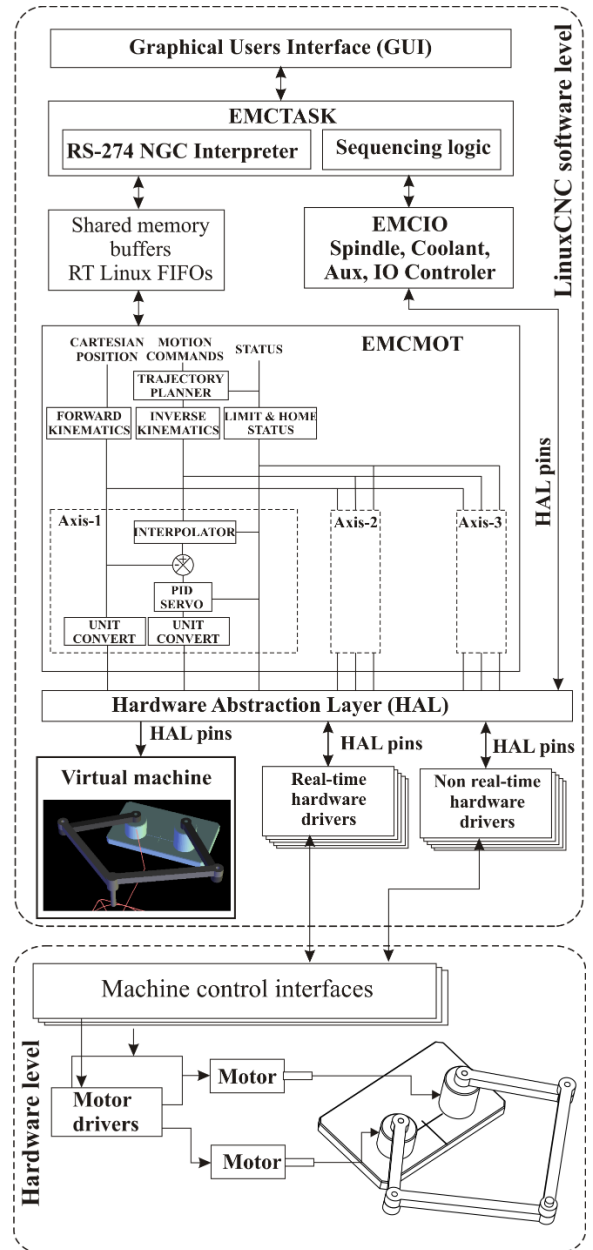 Graphical Users Interface (GUI)
EMCTASK
RS-274 NGC Interpreter
Sequencing logic
Shared memory
buffers
RT Linux FIFOs
EMCIO
Spindle, Coolant,
Aux, IO Controler
LinuxCNC software level
EMCMOT
CARTESIAN
POSITION
MOTION
COMMANDS
STATUS
TRAJECTORY
PLANNER
FORWARD
KINEMATICS
INVERSE
KINEMATICS
LIMIT & HOME
STATUS
HAL pins
Axis-1
INTERPOLATOR
+
-
PID
SERVO
UNIT
CONVERT
UNIT
CONVERT
Axis-2
Axis-3
Hardware Abstraction Layer (HAL)
HAL pins
HAL pins
HAL pins
Virtual machine
Real-time
hardware
drivers
Non real-time
hardware
drivers
Machine control interfaces
Hardware level
Motor
drivers
Motor
Motor